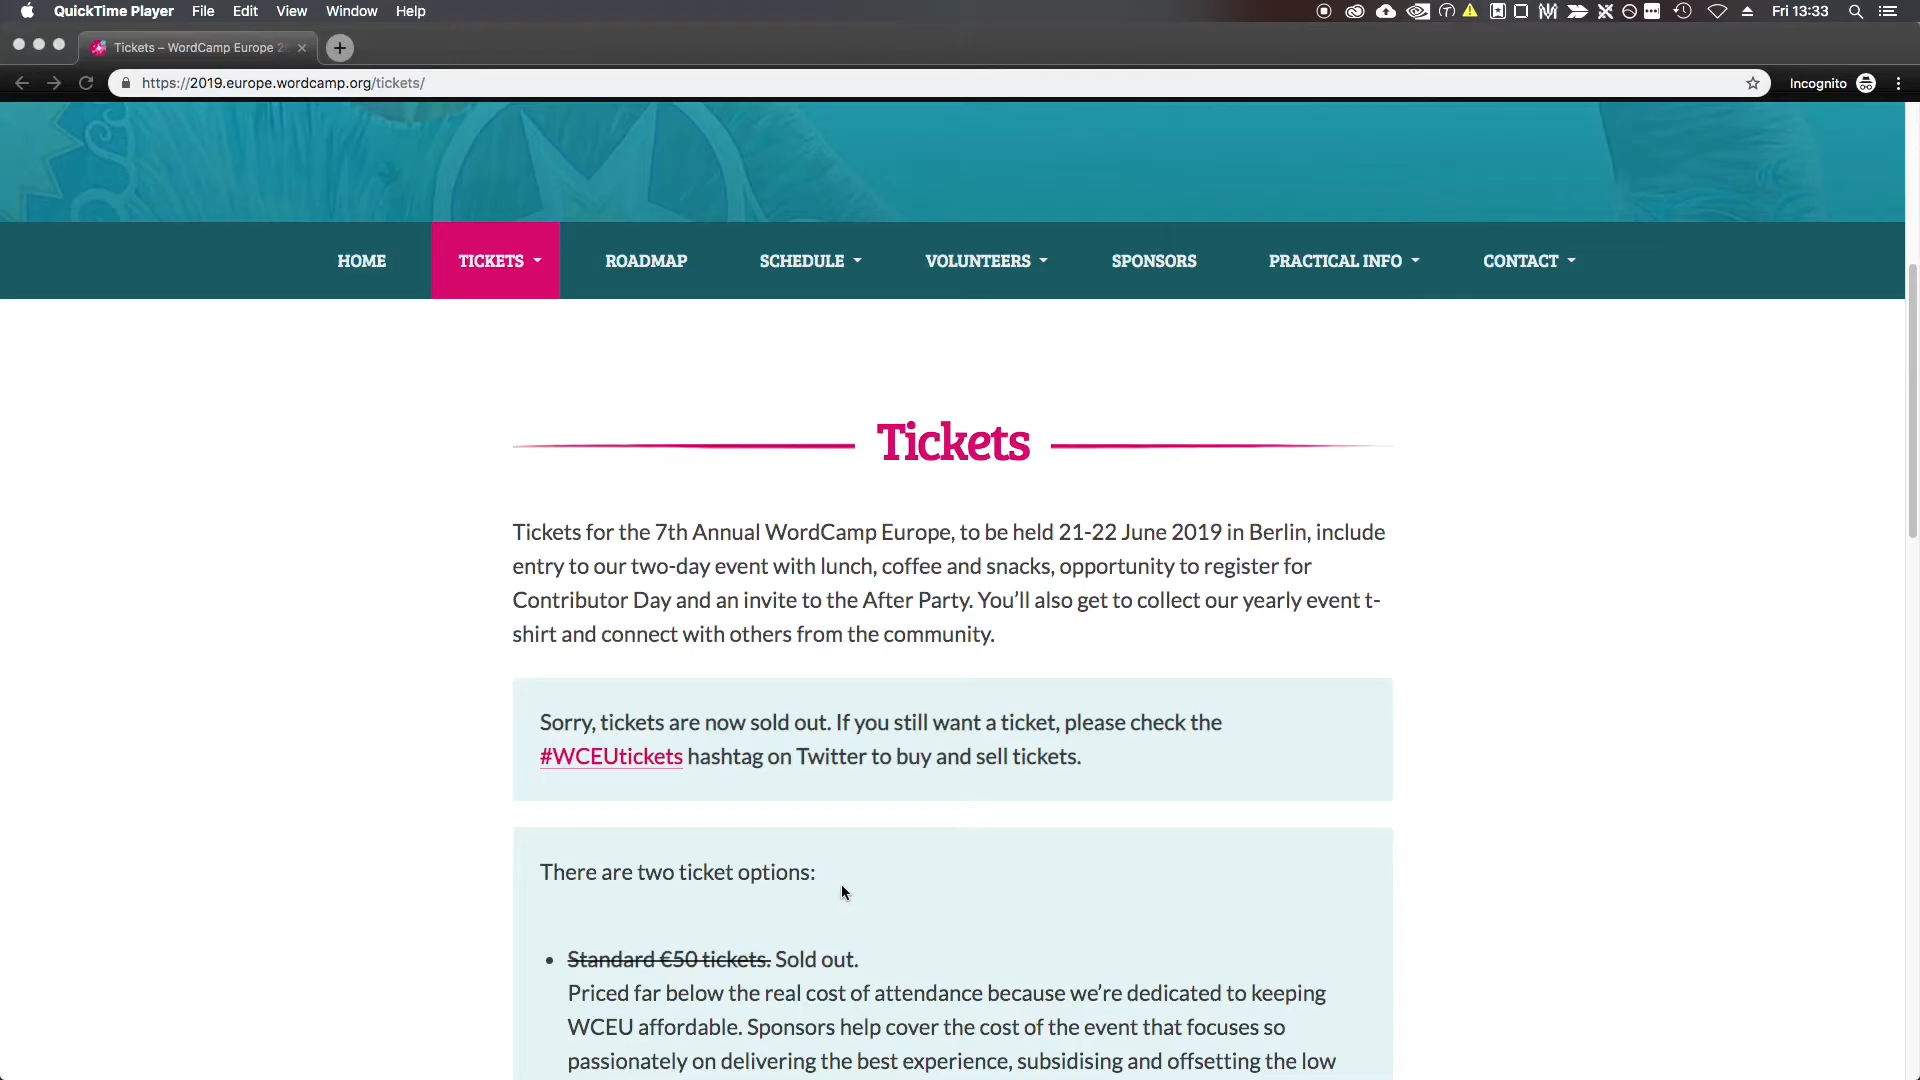 QuickTime Player File Edit View Window Help Fri 13:33
Tickets – WordCamp Europe 2
https://2019.europe.wordcamp.org/tickets/ Incognito
HOME TICKETS ROADMAP SCHEDULE VOLUNTEERS SPONSORS PRACTICAL INFO CONTACT
Tickets
Tickets for the 7th Annual WordCamp Europe, to be held 21-22 June 2019 in Berlin, include
entry to our two-day event with lunch, coffee and snacks, opportunity to register for
Contributor Day and an invite to the After Party. You’ll also get to collect our yearly event t-
shirt and connect with others from the community.
Sorry, tickets are now sold out. If you still want a ticket, please check the
#WCEUtickets hashtag on Twitter to buy and sell tickets.
There are two ticket options:
• Standard €50 tickets. Sold out.
Priced far below the real cost of attendance because we’re dedicated to keeping
WCEU affordable. Sponsors help cover the cost of the event that focuses so
passionately on delivering the best experience, subsidising and offsetting the low